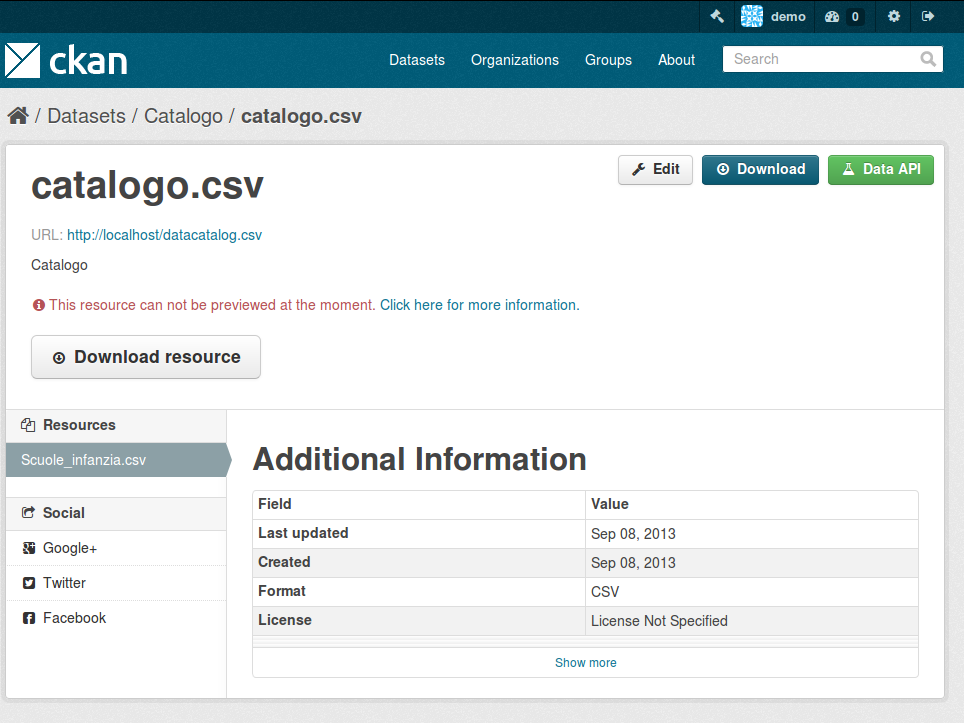 demo 0
ckan Datasets Organizations Groups About Search
/ Datasets / Catalogo / catalogo.csv
catalogo.csv
Edit Download Data API
URL: http://localhost/datacatalog.csv
Catalogo
This resource can not be previewed at the moment. Click here for more information.
Download resource
Resources
Scuole_infanzia.csv
Social
Google+
Twitter
Facebook
Additional Information
Field Value
Last updated Sep 08, 2013
Created Sep 08, 2013
Format CSV
License License Not Specified
Show more